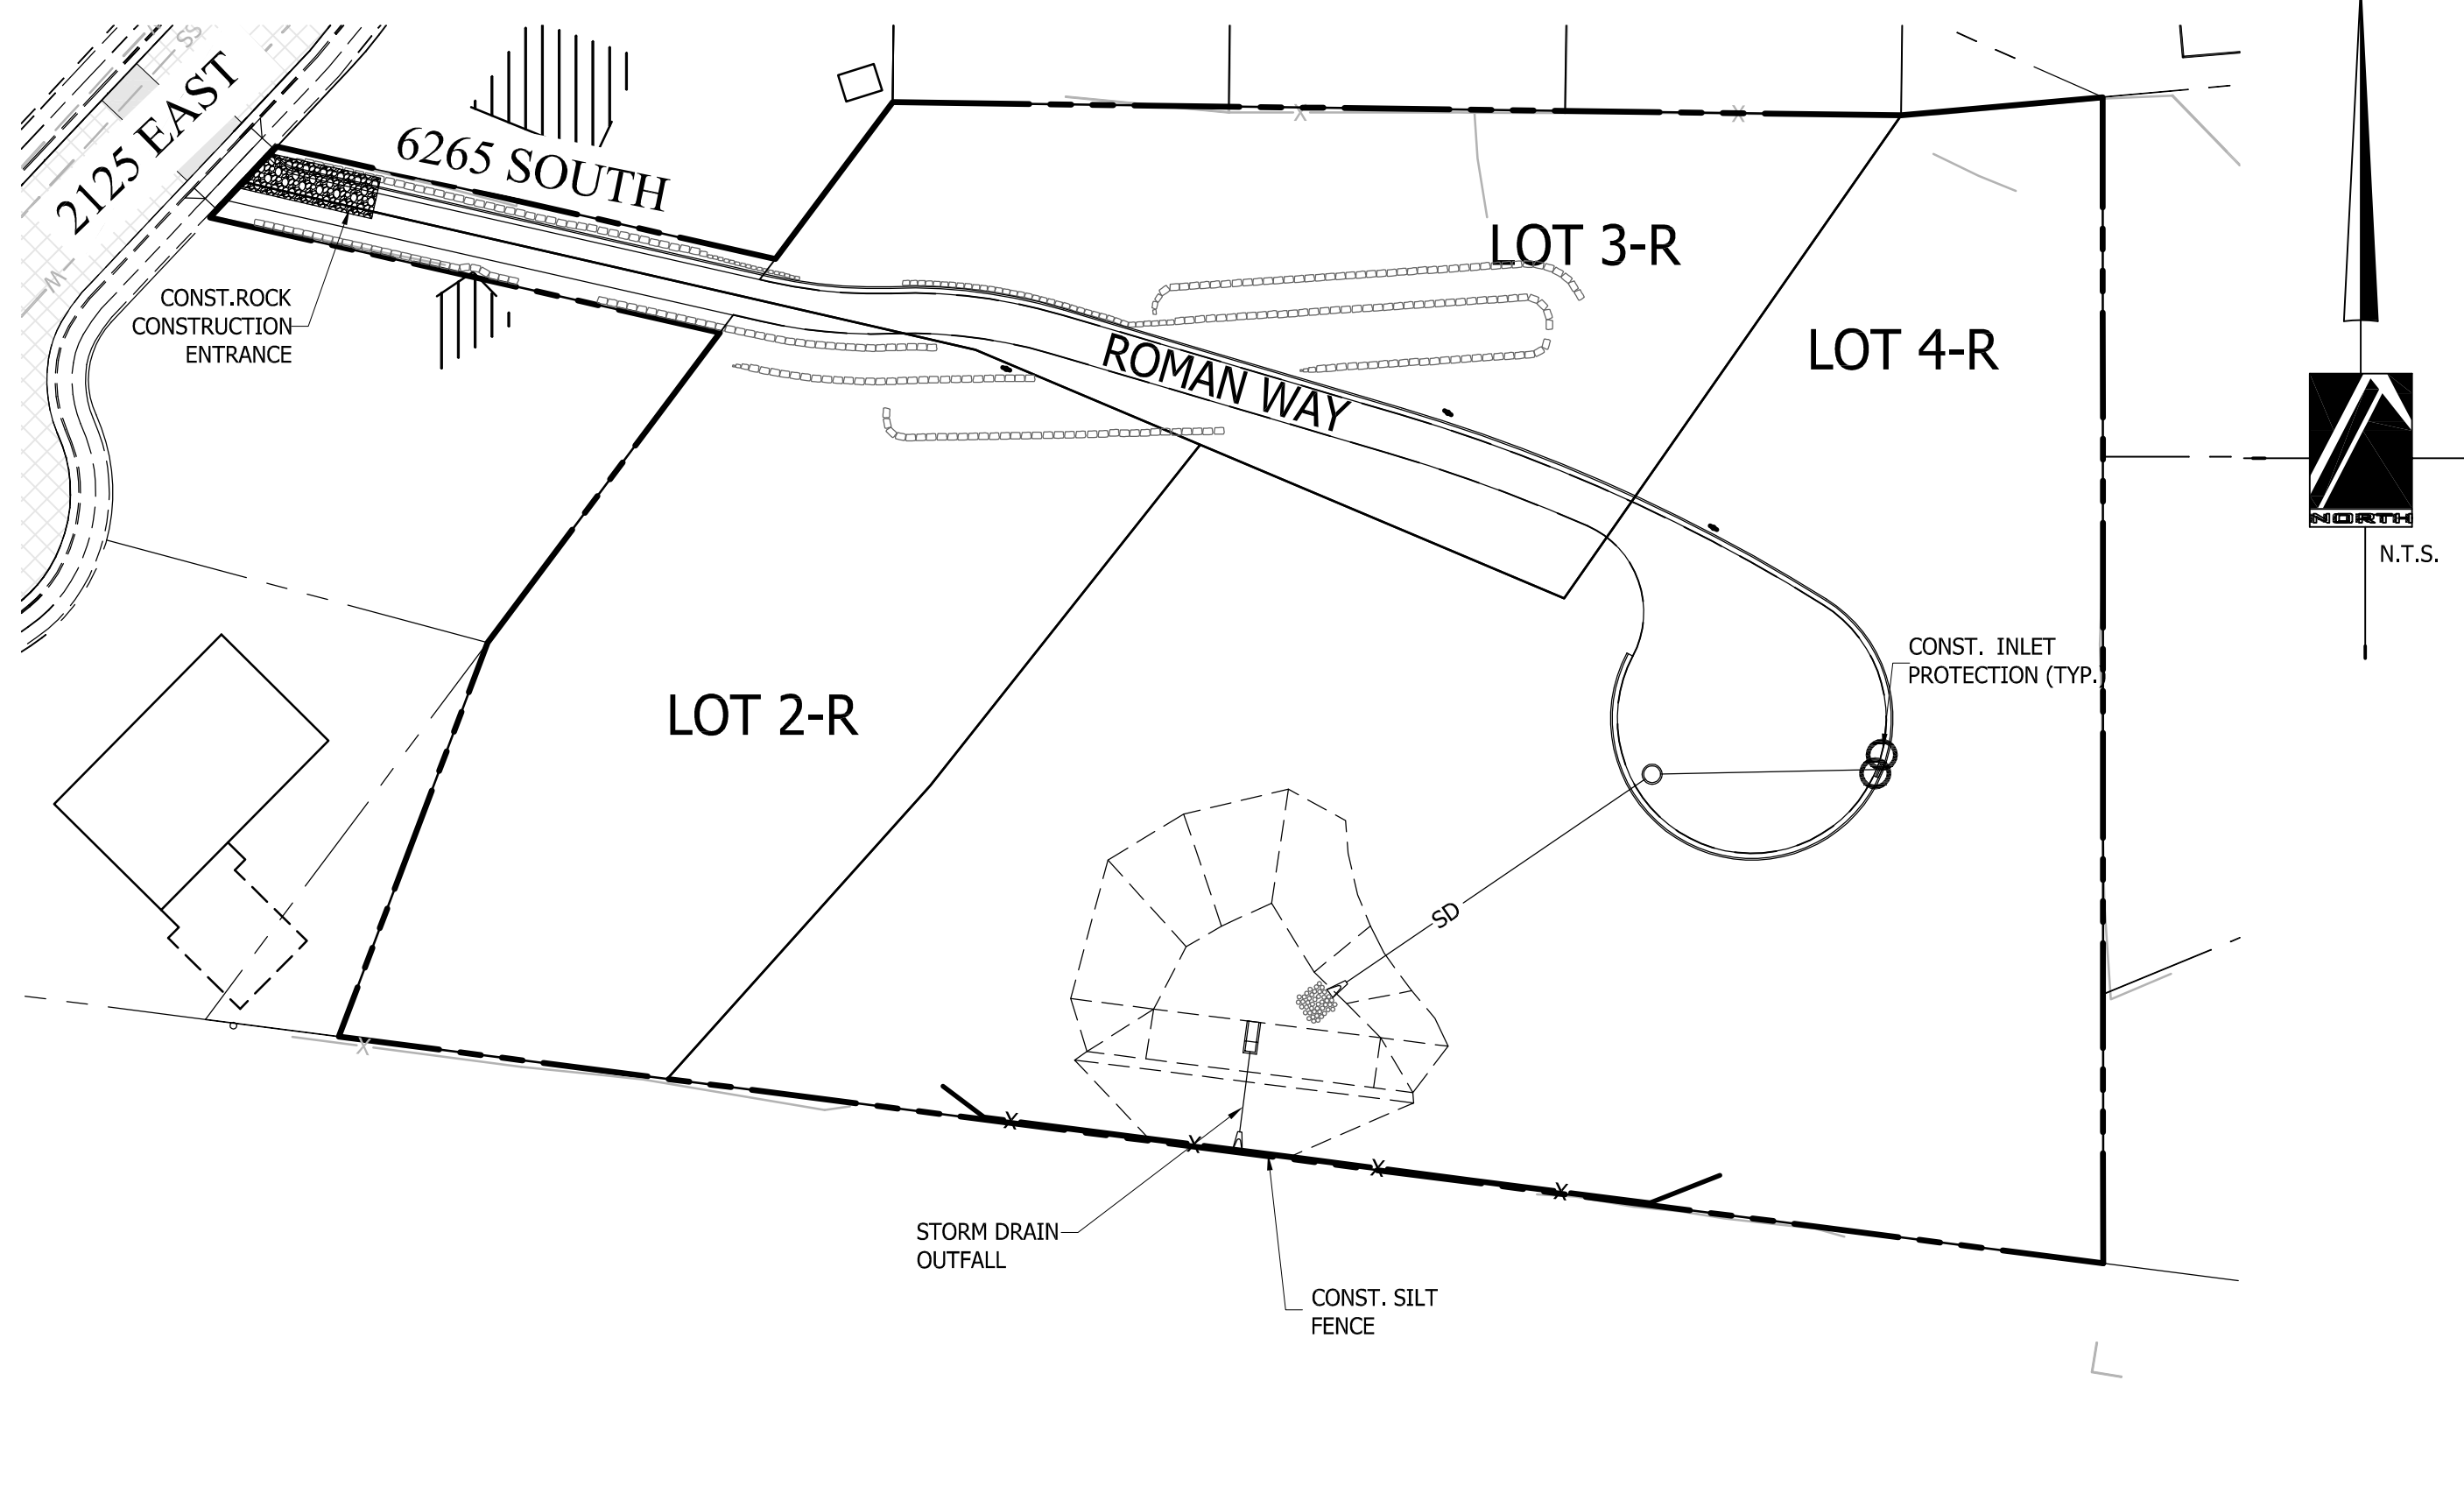 SS
2125 EAST
6265 SOUTH
X
X
LOT 3-R
W
CONST.ROCK
CONSTRUCTION
ENTRANCE
ROMAN WAY
LOT 4-R
NORTH
N.T.S.
CONST. INLET
PROTECTION (TYP.)
LOT 2-R
SD
X
X
X
X
X
STORM DRAIN
OUTFALL
CONST. SILT
FENCE